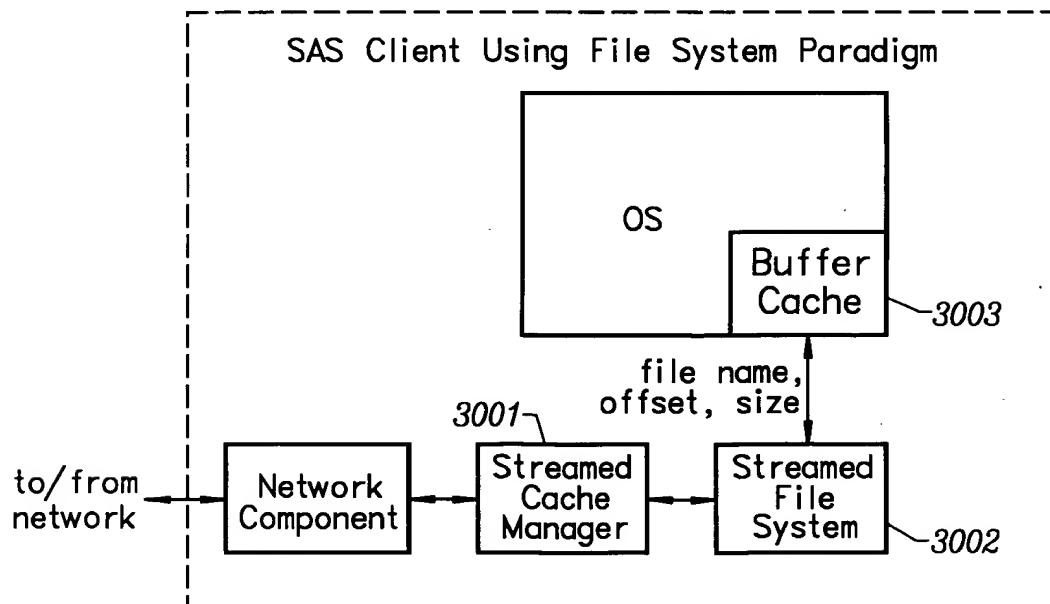 SAS Client Using File System Paradigm
OS
Buffer
Cache
3003
file name,
offset, size
3001
to/from
network
Network
Component
Streamed
Cache
Manager
Streamed
File
System
3002